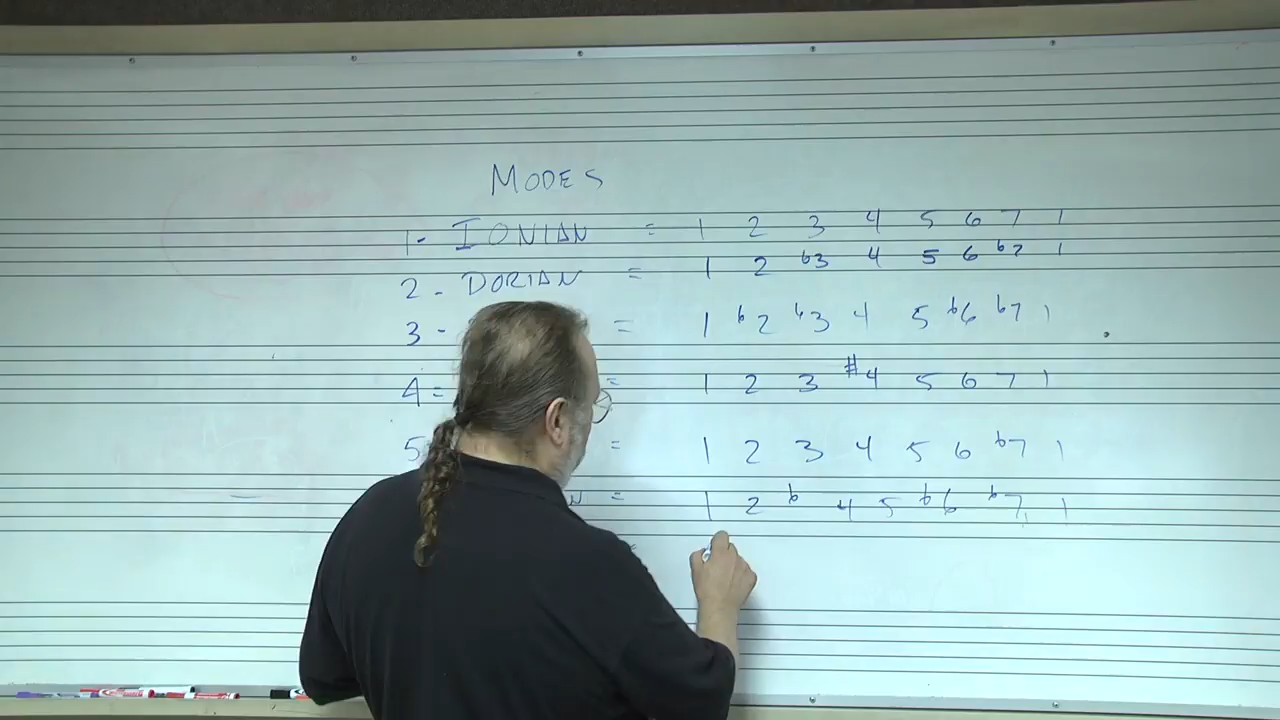 MODES
1- IONIAN = 1 2 3 4 5 6 7 1
2- DORIAN = 1 2 b3 4 5 6 b7 1
3- = 1 b2 b3 4 5 b6 b7 1
4= = 1 2 3 #4 5 6 7 1
5 = 1 2 3 4 5 6 b7 1
N = 1 2 b 4 5 b6 b7 1
=